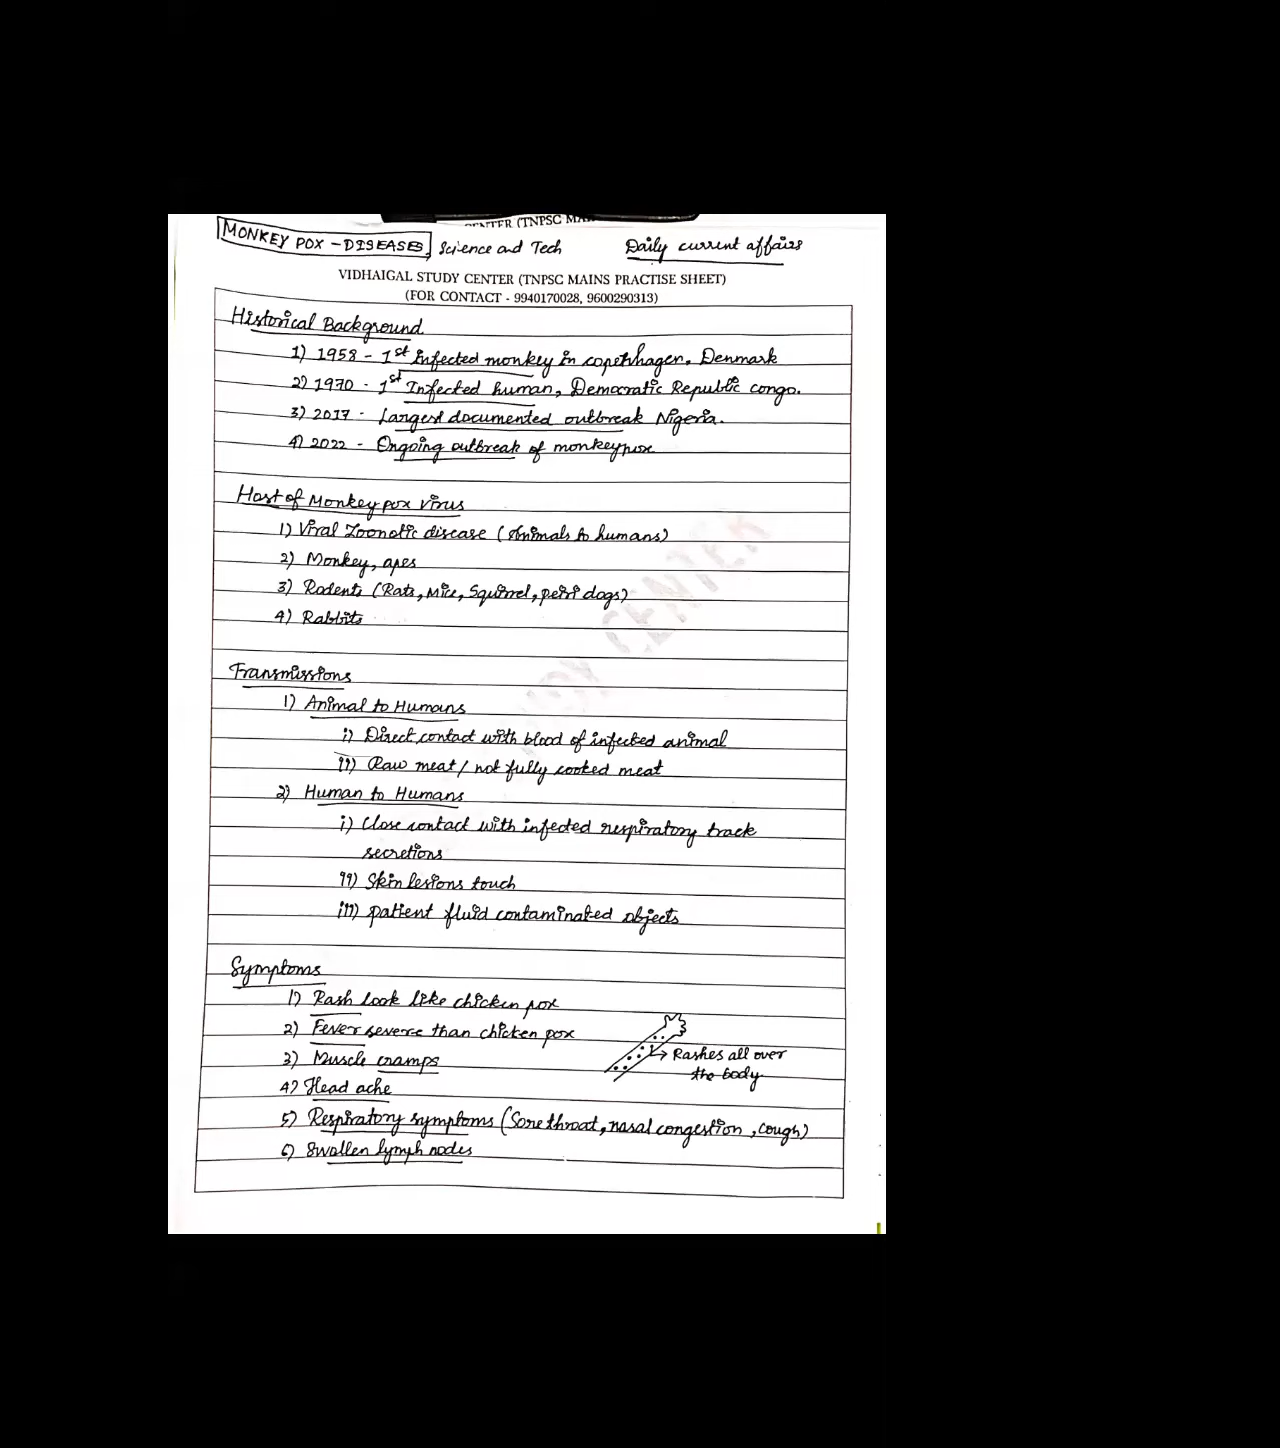 CENTER (TNPSC MA
MONKEY POX - DISEASES, Science and Tech Daily current affairs
VIDHAIGAL STUDY CENTER (TNPSC MAINS PRACTISE SHEET)
(FOR CONTACT - 9940170028, 9600290313)
Historical Background
1) 1958 - 1st infected monkey in copenhagen. Denmark
2) 1970 - 1st Infected human, Democratic Republic congo.
3) 2017 - Largest documented outbreak Nigeria.
4) 2022 - Ongoing outbreak of monkeypox
Host of Monkey pox virus
1) Viral Zoonotic disease (Animals to humans)
2) Monkey, apes
3) Rodents (Rats, Mice, Squirrel, dogs)
4) Rabbits
Transmissions
1) Animal to Humans
i) Direct contact with blood of infected animal
ii) Raw meat / not fully cooked meat
2) Human to Humans
i) Close contact with infected respiratory track
secretions
ii) Skin lesions touch
iii) patient fluid contaminated objects
Symptoms
1) Rash look like chicken pox
2) Fever severe than chicken pox
3) Muscle cramps
→ Rashes all over
the body
4) Head ache
5) Respiratory symptoms (Sore throat, nasal congestion, cough)
6) Swollen lymph nodes
STUDY CENTER